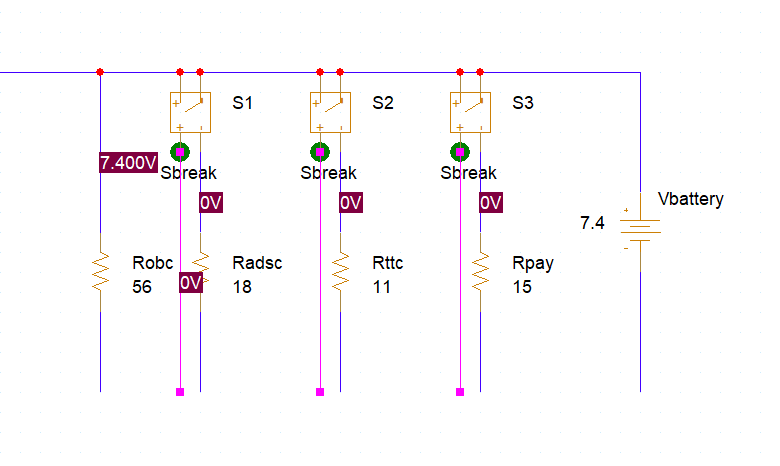 S1
S2
S3
7.400V
Sbreak
Sbreak
Sbreak
0V
0V
0V
Vbattery
7.4
Robc
56
0V
Radsc
18
Rttc
11
Rpay
15